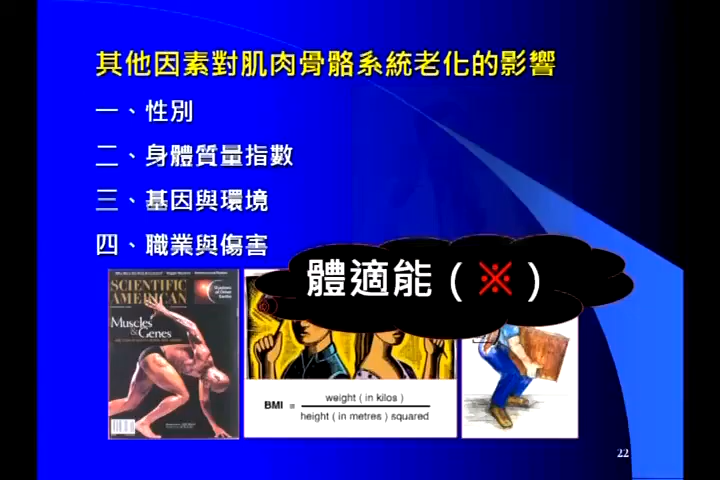 其他因素對肌肉骨骼系統老化的影響
一、性別
二、身體質量指數
三、基因與環境
四、職業與傷害
體適能（※）
SCIENTIFIC
AMERICAN
Muscles
& Genes
BMI = weight ( in kilos )
height ( in metres ) squared
22